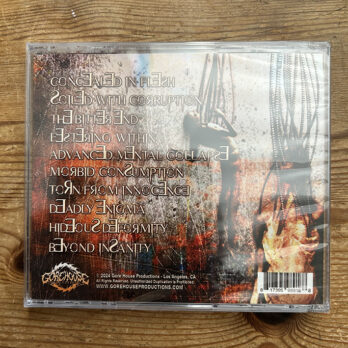 CONCEALED IN FLESH
SOILED WITH CORRUPTION
THE BITTER END
FESTERING WITHIN
ADVANCED MENTAL COLLAPSE
MORBID CONSUMPTION
TORN FROM INNOCENCE
DEADLY ENIGMA
HIDEOUS DEFORMITY
BEYOND INSANITY
GOREHOUSE
© 2024 Gore House Productions - Los Angeles, CA
All Rights Reserved. Unauthorized Duplication is Prohibited.
WWW.GOREHOUSEPRODUCTIONS.COM